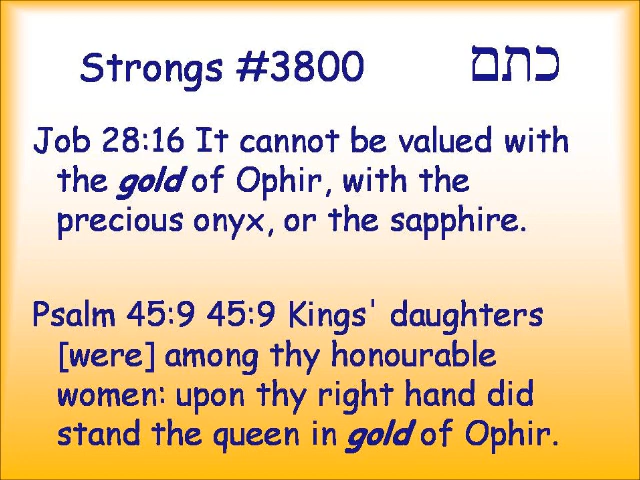 Strongs #3800 כתם
Job 28:16 It cannot be valued with
the gold of Ophir, with the
precious onyx, or the sapphire.
Psalm 45:9 45:9 Kings' daughters
[were] among thy honourable
women: upon thy right hand did
stand the queen in gold of Ophir.